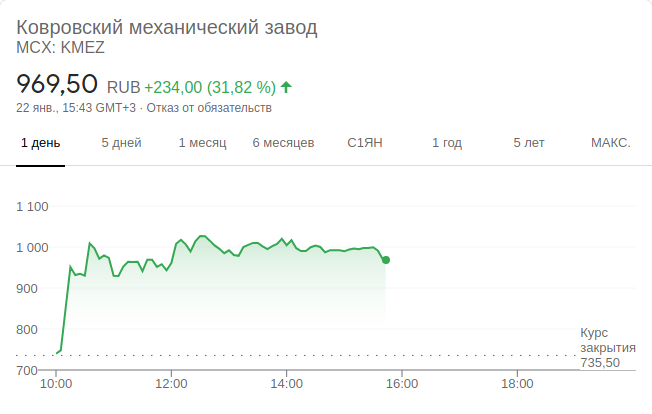 Ковровский механический завод
MCX: KMEZ
969,50 RUB +234,00 (31,82 %)
22 янв., 15:43 GMT+3 · Отказ от обязательств
1 день 5 дней 1 месяц 6 месяцев С1ЯН 1 год 5 лет МАКС.
1 100
1 000
900
800
Курс
закрытия
735,50
700
10:00 12:00 14:00 16:00 18:00